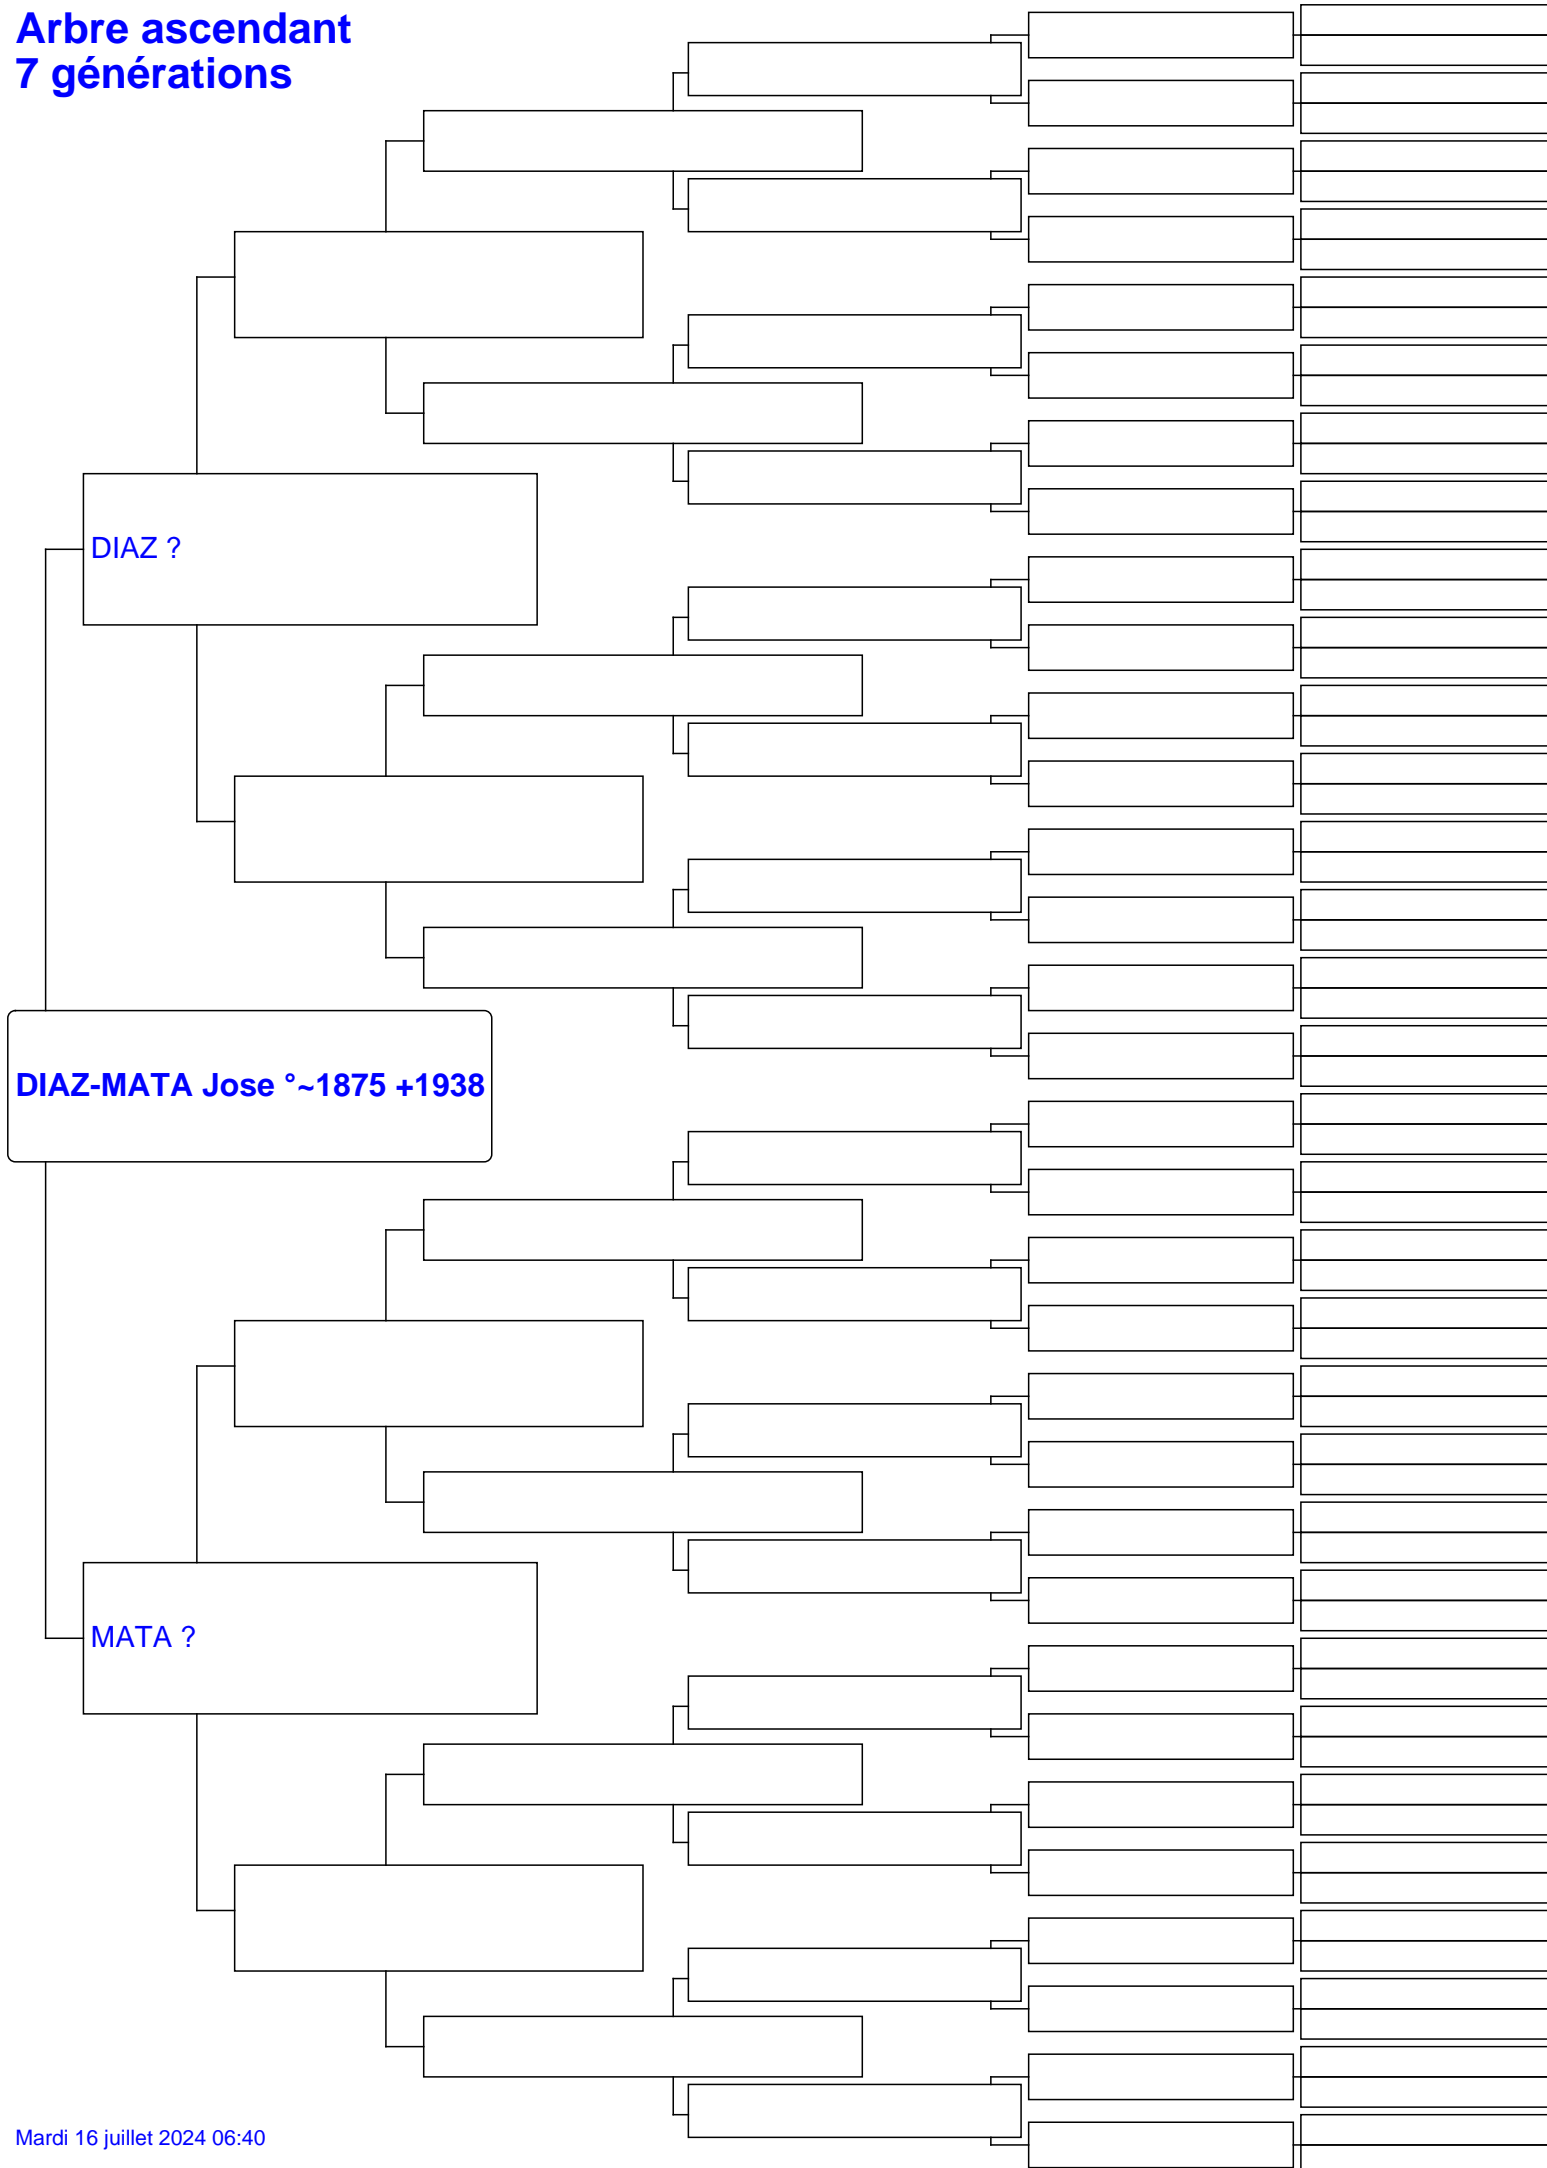 Arbre ascendant
7 générations
DIAZ ?
DIAZ-MATA Jose °~1875 +1938
MATA ?
Mardi 16 juillet 2024 06:40